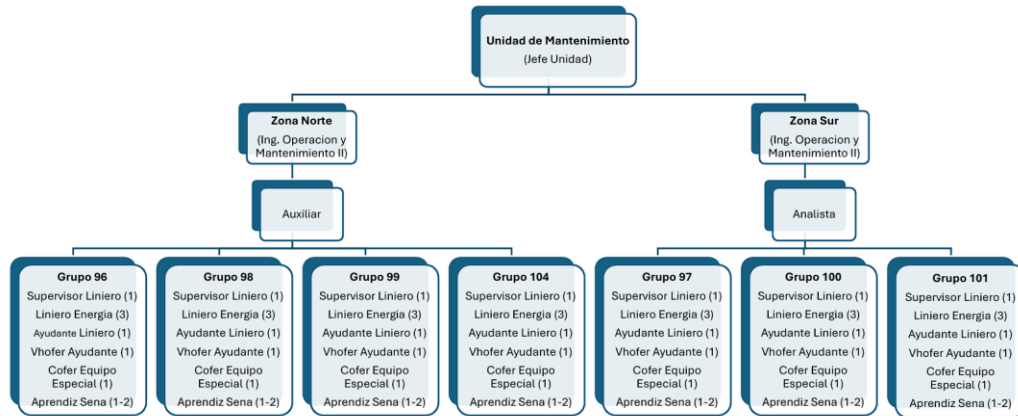 Unidad de Mantenimiento
(Jefe Unidad)
Zona Norte
(Ing. Operacion y
Mantenimiento II)
Zona Sur
(Ing. Operacion y
Mantenimiento II)
Auxiliar
Analista
Grupo 96
Supervisor Liniero (1)
Liniero Energia (3)
Ayudante Liniero (1)
Vhofer Ayudante (1)
Cofer Equipo
Especial (1)
Aprendiz Sena (1-2)
Grupo 98
Supervisor Liniero (1)
Liniero Energia (3)
Ayudante Liniero (1)
Vhofer Ayudante (1)
Cofer Equipo
Especial (1)
Aprendiz Sena (1-2)
Grupo 99
Supervisor Liniero (1)
Liniero Energia (3)
Ayudante Liniero (1)
Vhofer Ayudante (1)
Cofer Equipo
Especial (1)
Aprendiz Sena (1-2)
Grupo 104
Supervisor Liniero (1)
Liniero Energia (3)
Ayudante Liniero (1)
Vhofer Ayudante (1)
Cofer Equipo
Especial (1)
Aprendiz Sena (1-2)
Grupo 97
Supervisor Liniero (1)
Liniero Energia (3)
Ayudante Liniero (1)
Vhofer Ayudante (1)
Cofer Equipo
Especial (1)
Aprendiz Sena (1-2)
Grupo 100
Supervisor Liniero (1)
Liniero Energia (3)
Ayudante Liniero (1)
Vhofer Ayudante (1)
Cofer Equipo
Especial (1)
Aprendiz Sena (1-2)
Grupo 101
Supervisor Liniero (1)
Liniero Energia (3)
Ayudante Liniero (1)
Vhofer Ayudante (1)
Cofer Equipo
Especial (1)
Aprendiz Sena (1-2)